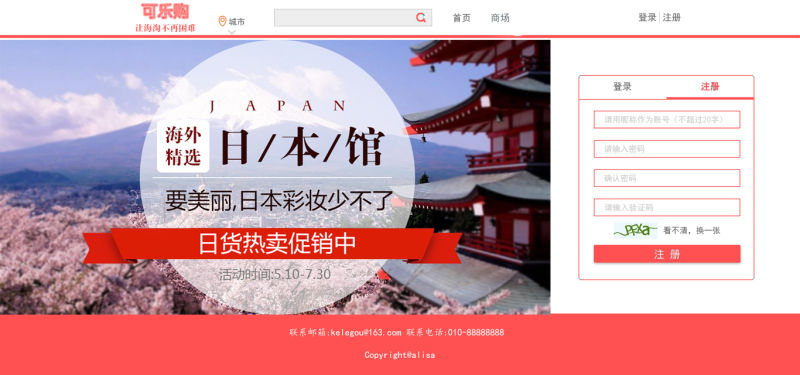 可乐购
让海淘不再困难
城市
首页 商场
登录 | 注册
JAPAN
海外
精选
日/本/馆
要美丽,日本彩妆少不了
日货热卖促销中
活动时间:5.10-7.30
登录 注册
请用昵称作为账号（不超过20字）
请输入密码
确认密码
请输入验证码
看不清，换一张
注 册
联系邮箱:kelegou@163.com 联系电话:010-88888888
Copyright@alisa